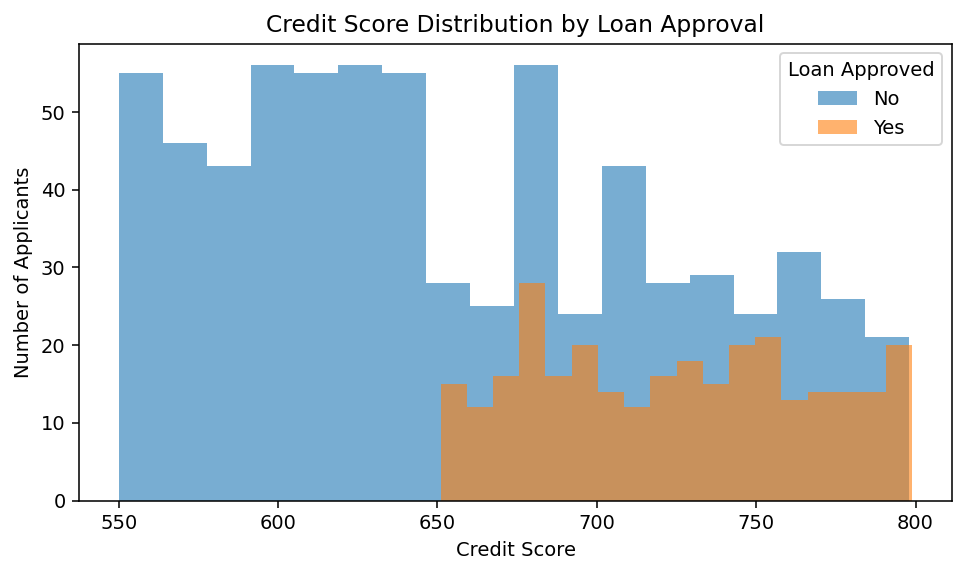 Credit Score Distribution by Loan Approval
Loan Approved
No
Yes
Number of Applicants
50
40
30
20
10
0
550
600
650
700
750
800
Credit Score